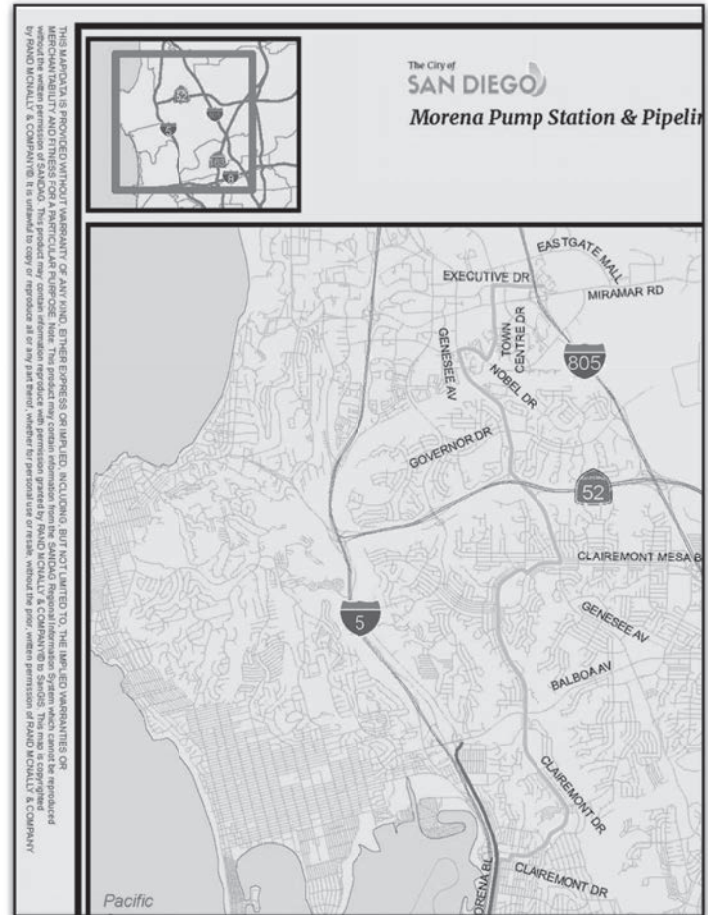 THIS MAP/DATA IS PROVIDED WITHOUT WARRANTY OF ANY KIND, EITHER EXPRESS OR IMPLIED, INCLUDING, BUT NOT LIMITED TO, THE IMPLIED WARRANTIES OR
MERCHANTABILITY AND FITNESS FOR A PARTICULAR PURPOSE. Note: This product may contain information from the SANDAG Regional Information System which cannot be reproduced
without the written permission of SANDAG. This product may contain information reproduce with permission granted by RAND MCNALLY & COMPANY© to SanGIS. This map is copyrighted
by RAND MCNALLY & COMPANY©. It is unlawful to copy or reproduce all or any part thereof, whether for personal use or resale, without the prior, written permission of RAND MCNALLY & COMPANY
52
5
8
The City of
SAN DIEGO
Morena Pump Station & Pipelin
EASTGATE MALL
EXECUTIVE DR
MIRAMAR RD
GENESEE AV
TOWN
CENTRE DR
805
NOBEL DR
GOVERNOR DR
52
CLAIREMONT MESA B
5
GENESEE AV
BALBOA AV
CLAIREMONT DR
CLAIREMONT DR
ORENA BL
Pacific